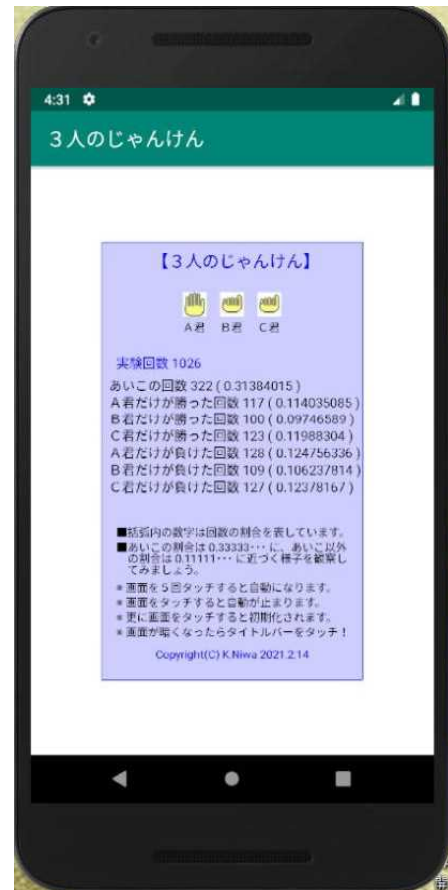 4:31
３人のじゃんけん
【３人のじゃんけん】
A君 B君 C君
実験回数 1026
あいこの回数 322 ( 0.31384015 )
A君だけが勝った回数 117 ( 0.114035085 )
B君だけが勝った回数 100 ( 0.09746589 )
C君だけが勝った回数 123 ( 0.11988304 )
A君だけが負けた回数 128 ( 0.124756336 )
B君だけが負けた回数 109 ( 0.106237814 )
C君だけが負けた回数 127 ( 0.12378167 )
■括弧内の数字は回数の割合を表しています。
■あいこの割合は 0.33333･･･ に、あいこ以外
の割合は 0.11111･･･ に近づく様子を観察し
てみましょう。
* 画面を５回タッチすると自動になります。
* 画面をタッチすると自動が止まります。
* 更に画面をタッチすると初期化されます。
* 画面が暗くなったらタイトルバーをタッチ！
Copyright(C) K.Niwa 2021.2.14